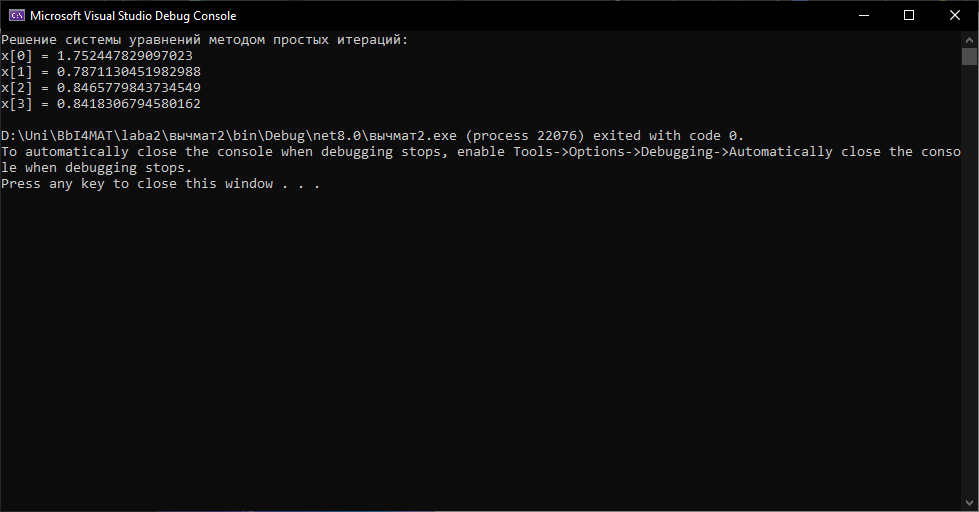 Microsoft Visual Studio Debug Console
Решение системы уравнений методом простых итераций:
x[0] = 1.752447829097023
x[1] = 0.7871130451982988
x[2] = 0.8465779843734549
x[3] = 0.8418306794580162
D:\Uni\BbI4MAT\laba2\вычмат2\bin\Debug\net8.0\вычмат2.exe (process 22076) exited with code 0.
To automatically close the console when debugging stops, enable Tools->Options->Debugging->Automatically close the conso
le when debugging stops.
Press any key to close this window . . .